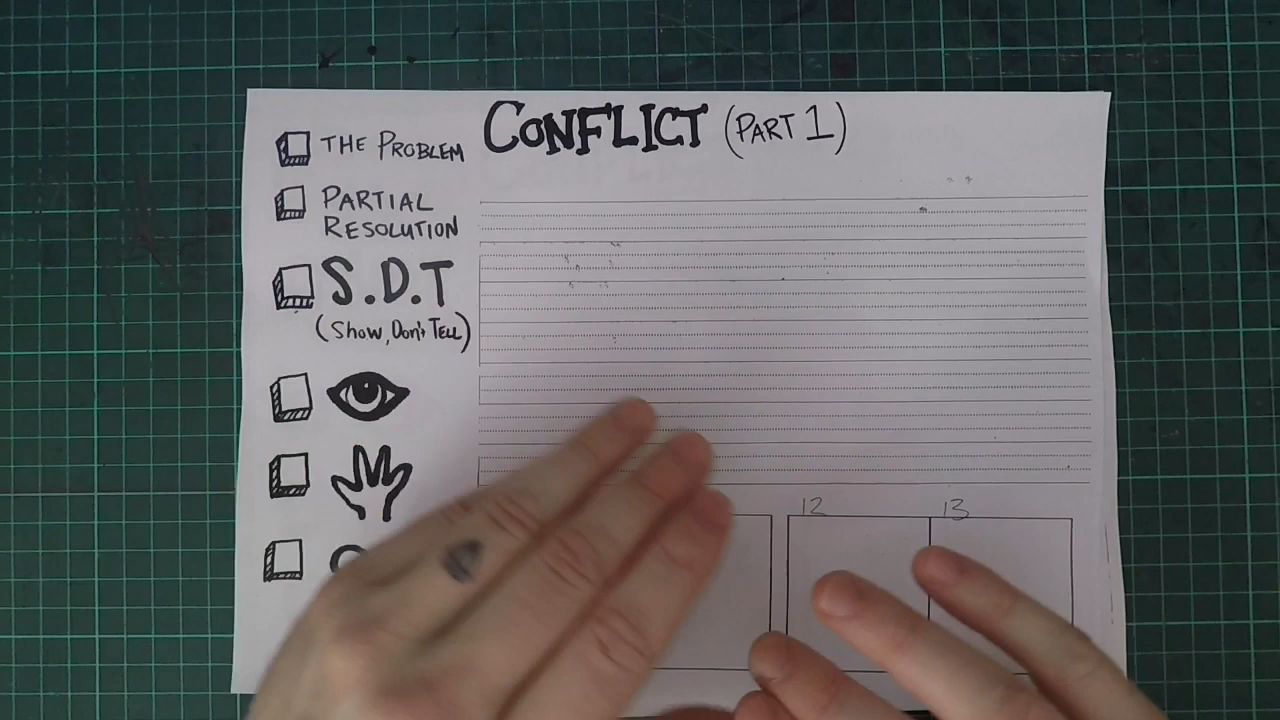 CONFLICT (PART 1)
THE PROBLEM
PARTIAL
RESOLUTION
S.D.T
(SHOW, DON'T TELL)
12 13